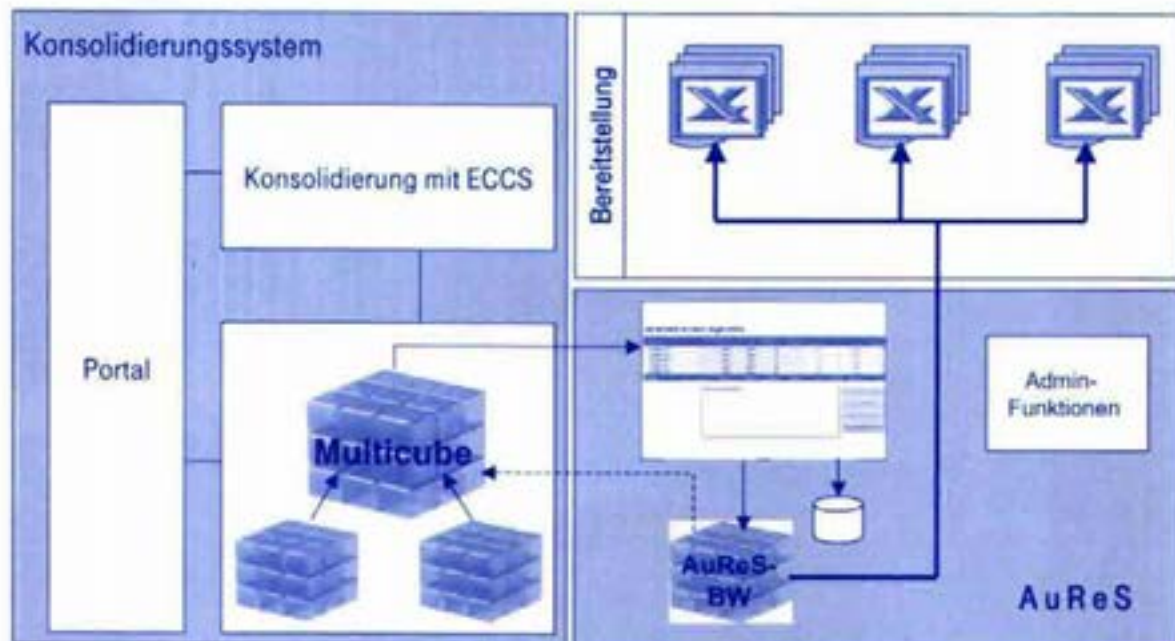 Konsolidierungssystem
Konsolidierung mit ECCS
Portal
Multicube
Bereitstellung
Admin-
Funktionen
AuReS-
BW
AuReS